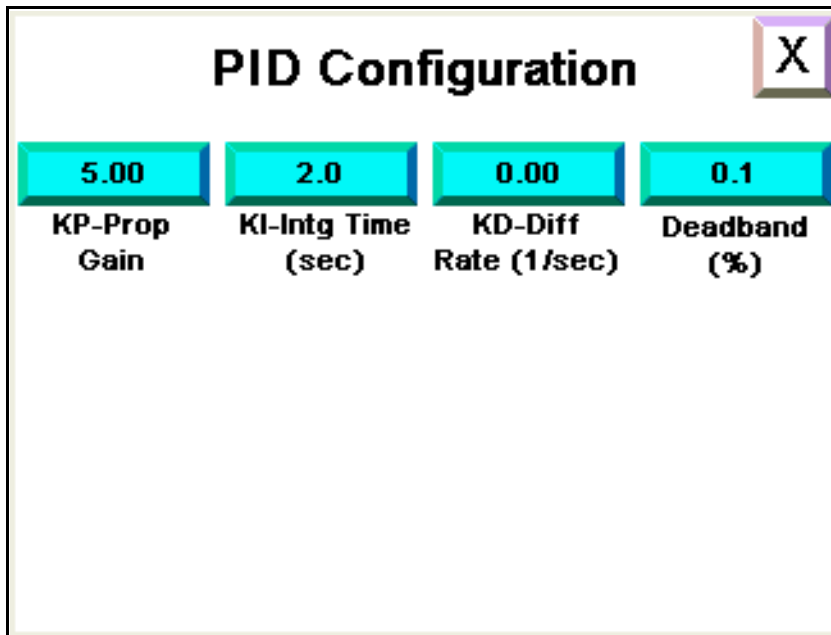 PID Configuration
X
5.00 2.0 0.00 0.1
KP-Prop KI-Intg Time KD-Diff Deadband
Gain (sec) Rate (1/sec) (%)